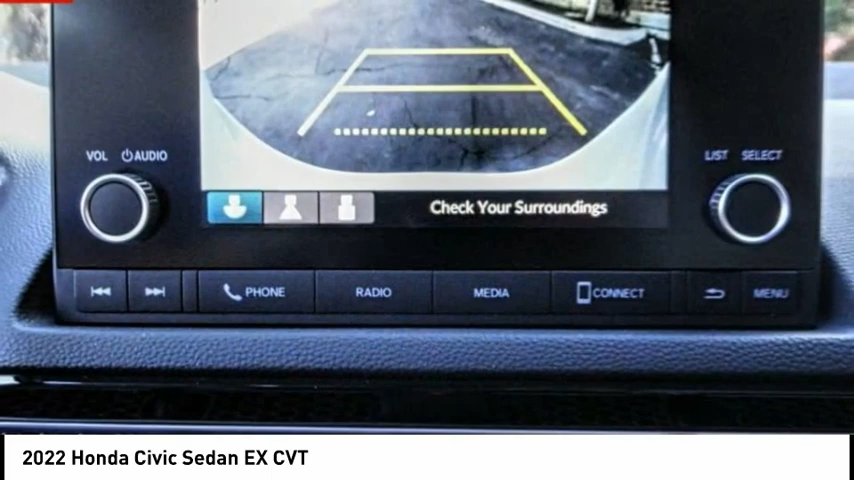 VOL AUDIO
LIST SELECT
Check Your Surroundings
PHONE RADIO MEDIA CONNECT MENU
2022 Honda Civic Sedan EX CVT